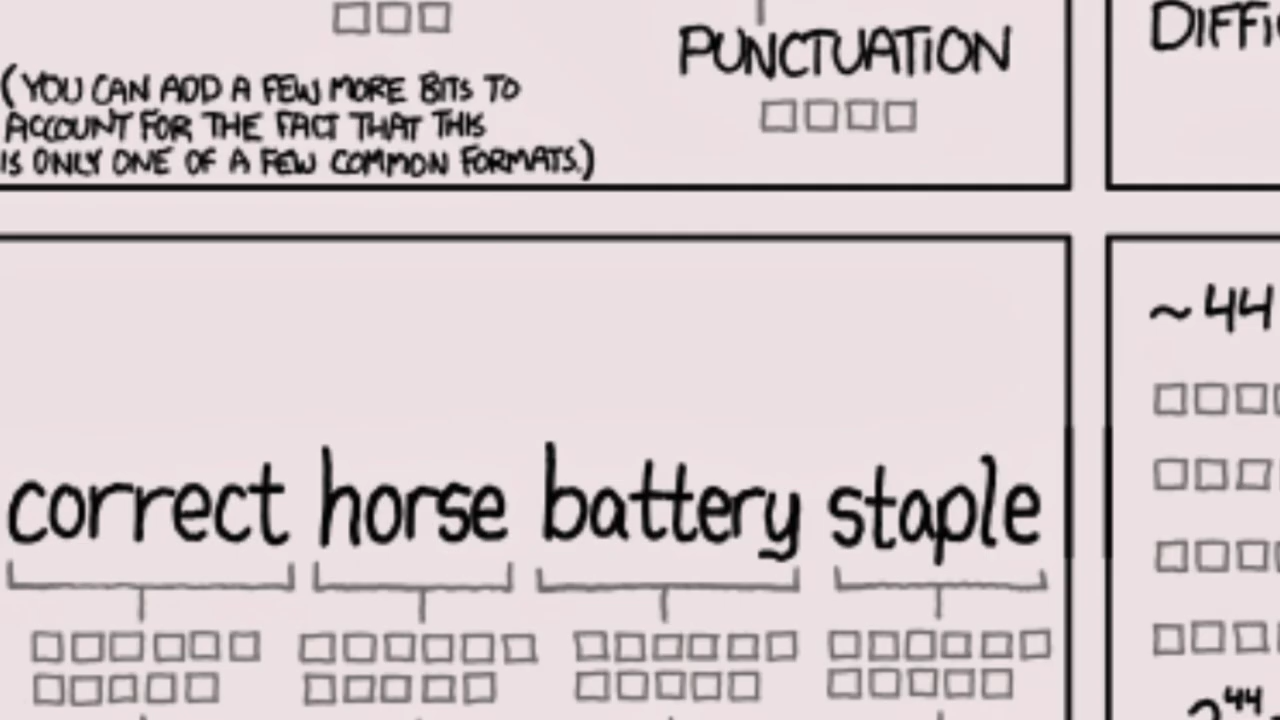 PUNCTUATION
(YOU CAN ADD A FEW MORE BITS TO
ACCOUNT FOR THE FACT THAT THIS
IS ONLY ONE OF A FEW COMMON FORMATS.)
correct horse battery staple
~44